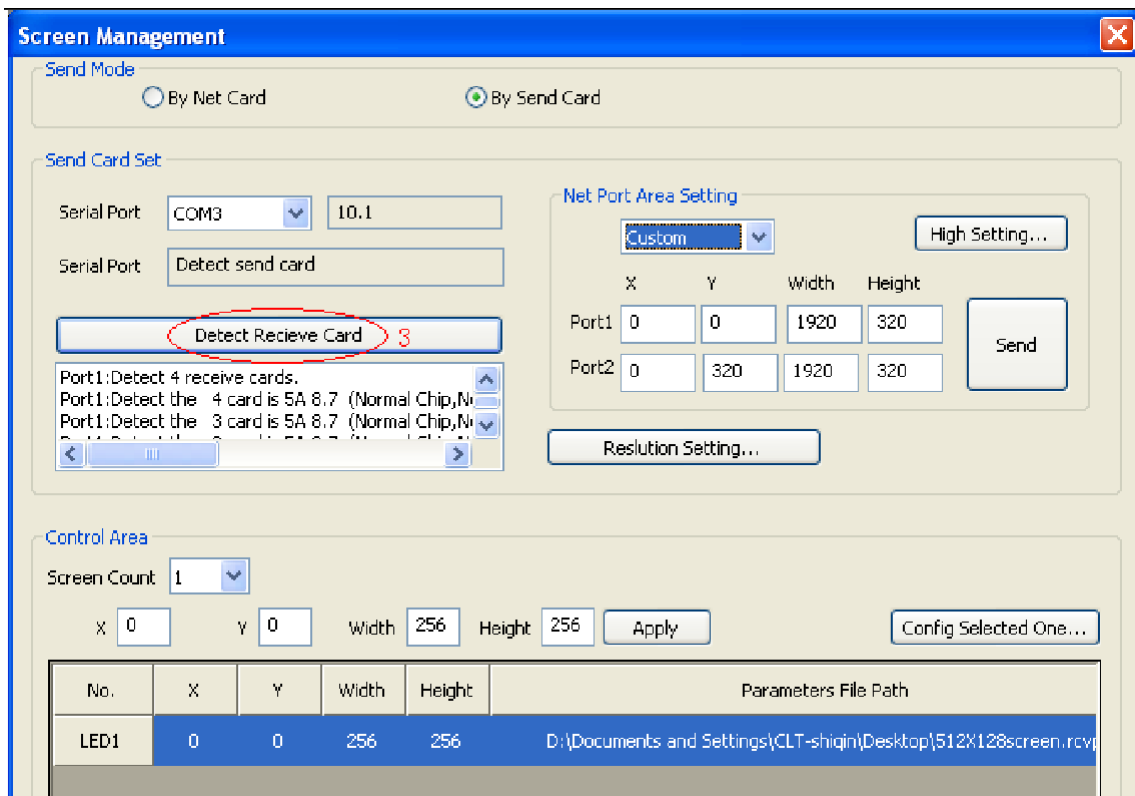 Screen Management
Send Mode
By Net Card By Send Card
Send Card Set
Serial Port COM3 10.1
Serial Port Detect send card
Detect Recieve Card 3
Port1:Detect 4 receive cards.
Port1:Detect the 4 card is 5A 8.7 (Normal Chip,N
Port1:Detect the 3 card is 5A 8.7 (Normal Chip,N
Net Port Area Setting
Custom High Setting...
X Y Width Height
Port1 0 0 1920 320
Port2 0 320 1920 320
Send
Reslution Setting...
Control Area
Screen Count 1
X 0 Y 0 Width 256 Height 256 Apply Config Selected One...
No. X Y Width Height Parameters File Path
LED1 0 0 256 256 D:\Documents and Settings\CLT-shiqin\Desktop\512X128screen.rcvp